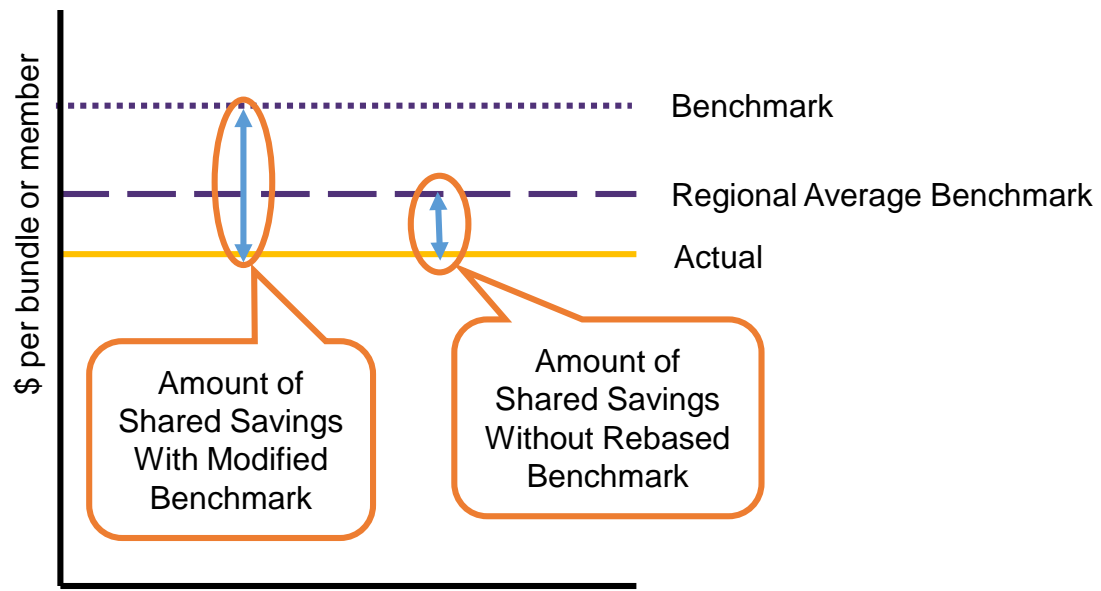 $ per bundle or member
Benchmark
Regional Average Benchmark
Actual
Amount of
Shared Savings
With Modified
Benchmark
Amount of
Shared Savings
Without Rebased
Benchmark